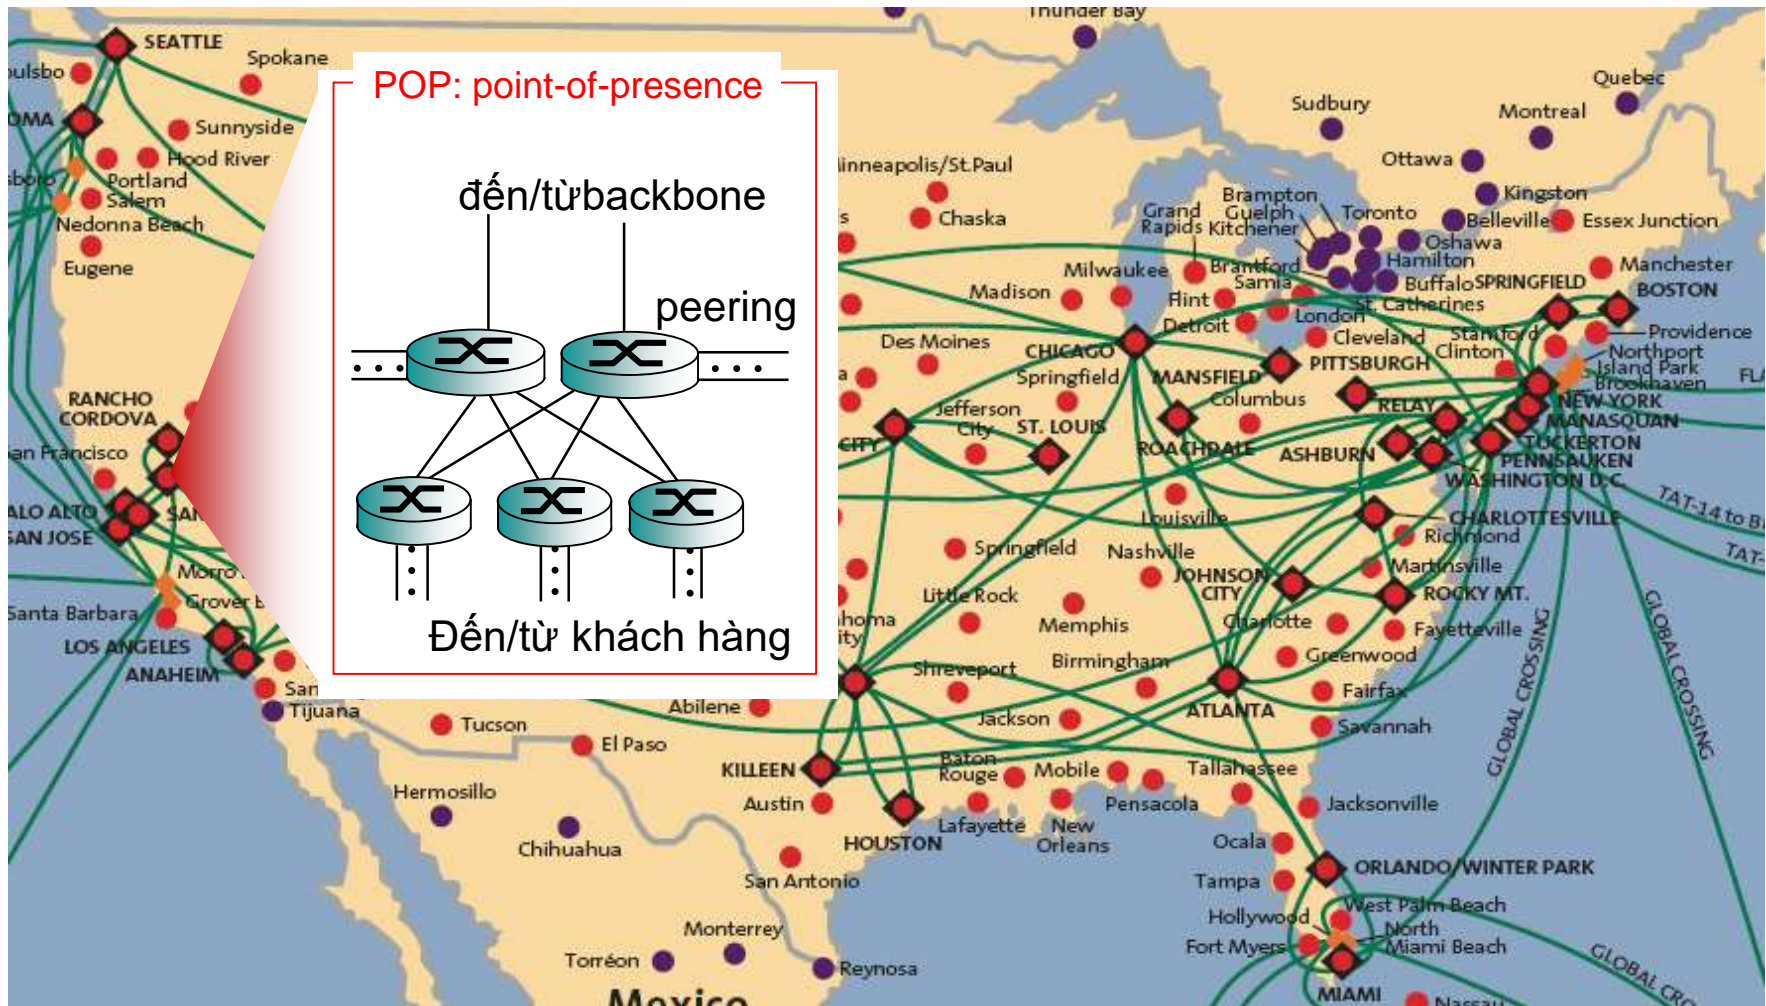 POP: point-of-presence
đến/từbackbone
peering
Đến/từ khách hàng
SEATTLE
Spokane
Sunnyside
Hood River
Portland
Salem
Nedonna Beach
Eugene
RANCHO
CORDOVA
SAN JOSE
Santa Barbara
LOS ANGELES
ANAHEIM
Tijuana
Tucson
El Paso
Hermosillo
Chihuahua
Thunder Bay
Sudbury
Quebec
Montreal
Ottawa
Kingston
Belleville
Essex Junction
Brampton
Guelph
Kitchener
Toronto
Oshawa
Hamilton
Brantford
Buffalo
St. Catherines
Sarnia
London
Grand
Rapids
Chaska
Milwaukee
Madison
Flint
Detroit
Cleveland
SPRINGFIELD
Manchester
BOSTON
Providence
Stamford
Clinton
Northport
Island Park
Brookhaven
NEW YORK
MANASQUAN
TUCKERTON
PENNSAUKEN
WASHINGTON D.C.
Des Moines
CHICAGO
Springfield
MANSFIELD
PITTSBURGH
Columbus
RELAY
ASHBURN
Jefferson
City
ST. LOUIS
ROACHDALE
CITY
Louisville
CHARLOTTESVILLE
Richmond
Martinsville
Springfield
Nashville
JOHNSON
CITY
ROCKY MT.
Little Rock
Memphis
Charlotte
Fayetteville
Greenwood
Shreveport
Birmingham
Fairfax
Abilene
Jackson
ATLANTA
Savannah
KILLEEN
Baton
Rouge
Mobile
Tallahassee
Austin
Pensacola
Jacksonville
Lafayette
New
Orleans
HOUSTON
Ocala
San Antonio
ORLANDO/WINTER PARK
Tampa
West Palm Beach
Hollywood
North
Miami Beach
Fort Myers
MIAMI
Nassau
Monterrey
Torréon
Reynosa
Mexico
GLOBAL CROSSING
GLOBAL CROSSING
TAT-14 to